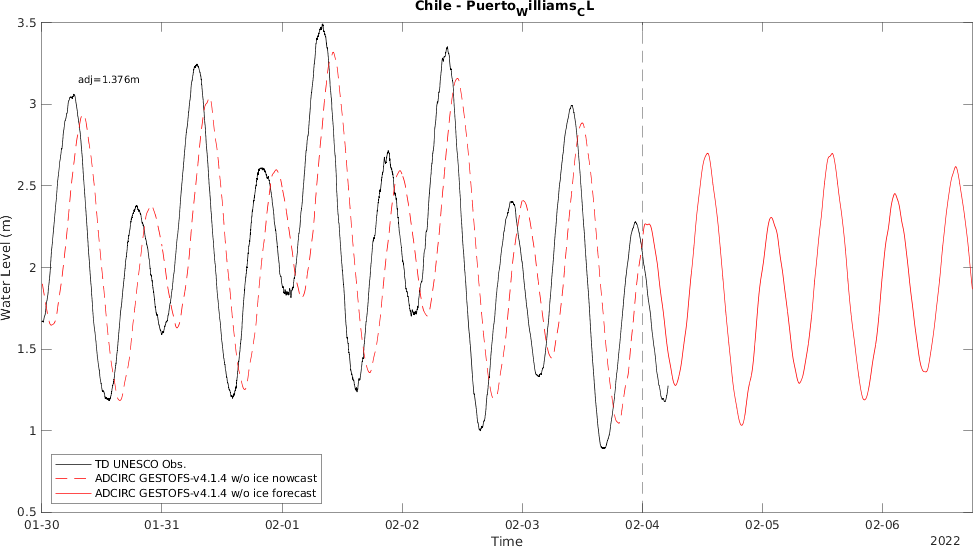 Chile - PuertoWilliamsCL
3.5
adj=1.376m
3
2.5
Water Level (m)
2
1.5
1
TD UNESCO Obs.
ADCIRC GESTOFS-v4.1.4 w/o ice nowcast
ADCIRC GESTOFS-v4.1.4 w/o ice forecast
0.5
01-30 01-31 02-01 02-02 02-03 02-04 02-05 02-06
Time
2022